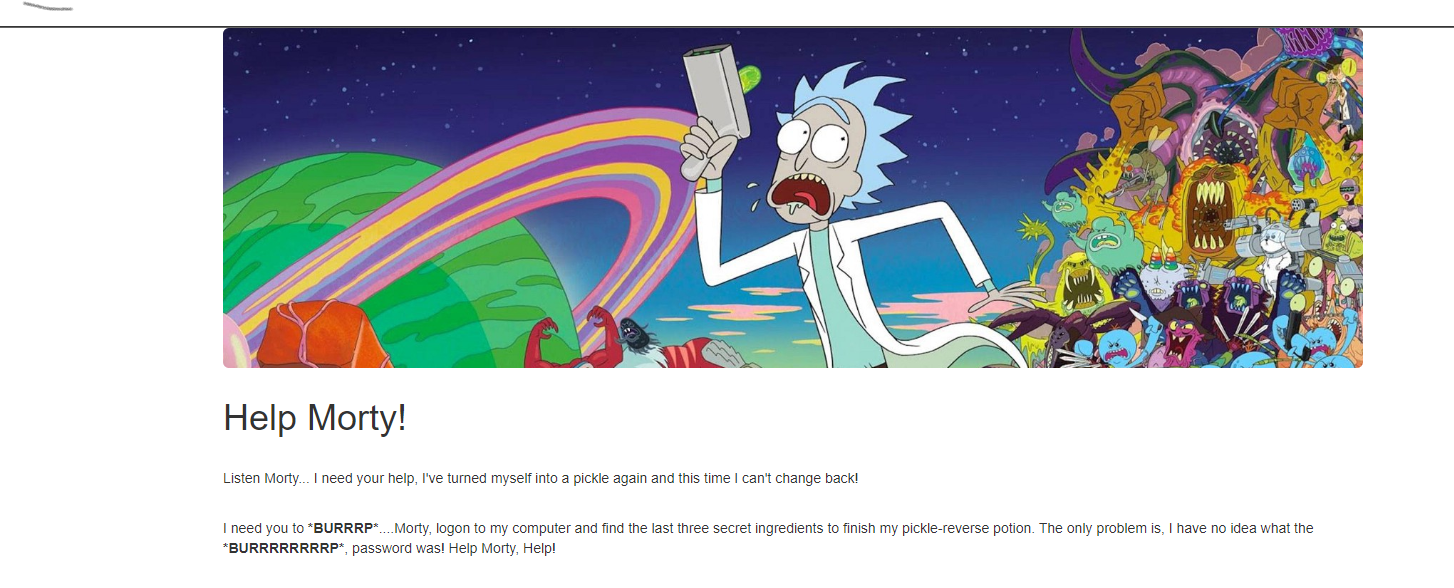 Help Morty!
Listen Morty... I need your help, I've turned myself into a pickle again and this time I can't change back!
I need you to *BURRRP*....Morty, logon to my computer and find the last three secret ingredients to finish my pickle-reverse potion. The only problem is, I have no idea what the
*BURRRRRRRRP*, password was! Help Morty, Help!